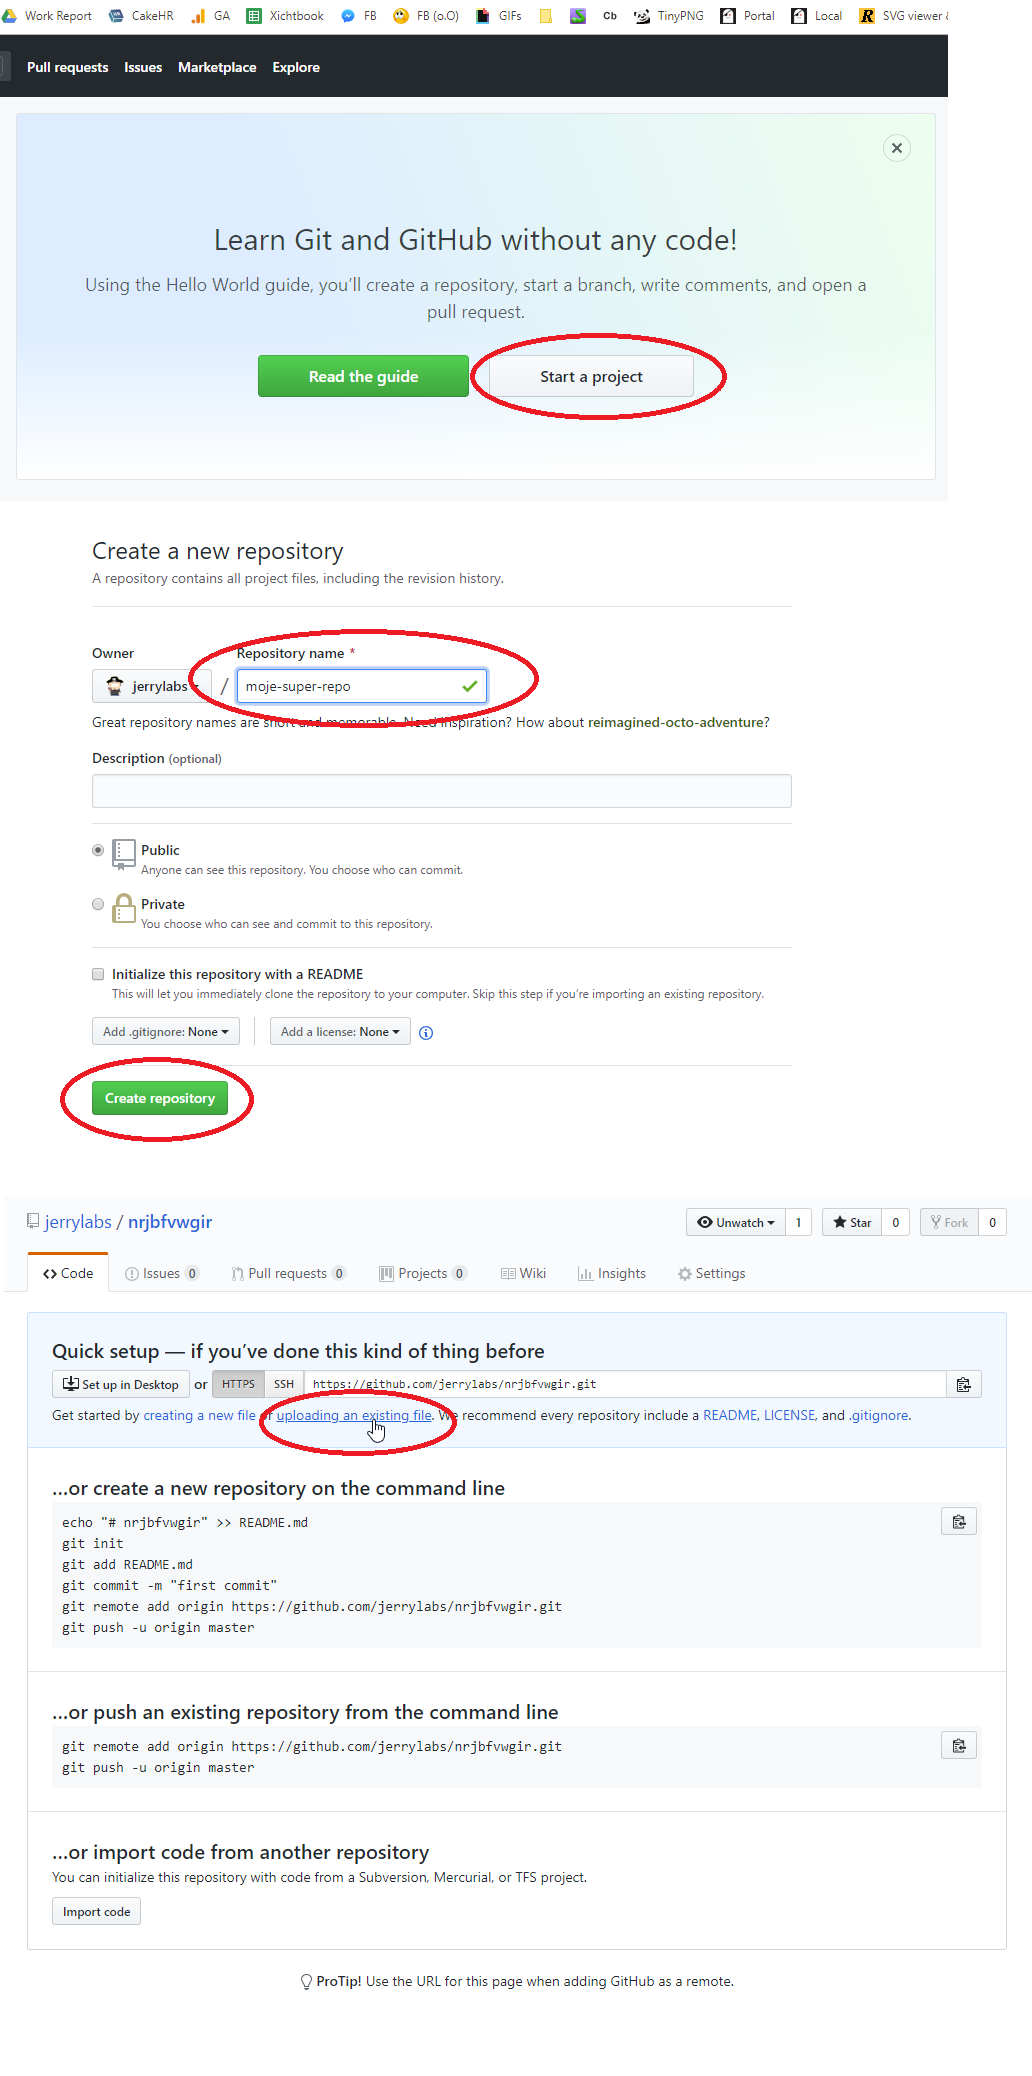 Work Report CakeHR GA Xichtbook FB FB (o.O) GIFs Cb TinyPNG Portal Local SVG viewer
Pull requests Issues Marketplace Explore
Learn Git and GitHub without any code!
Using the Hello World guide, you’ll create a repository, start a branch, write comments, and open a
pull request.
Read the guide Start a project
Create a new repository
A repository contains all project files, including the revision history.
Owner Repository name *
jerrylabs / moje-super-repo
Great repository names are short and memorable. Need inspiration? How about reimagined-octo-adventure?
Description (optional)
Public
Anyone can see this repository. You choose who can commit.
Private
You choose who can see and commit to this repository.
Initialize this repository with a README
This will let you immediately clone the repository to your computer. Skip this step if you’re importing an existing repository.
Add .gitignore: None Add a license: None
Create repository
jerrylabs / nrjbfvwgir Unwatch 1 Star 0 Fork 0
Code Issues 0 Pull requests 0 Projects 0 Wiki Insights Settings
Quick setup — if you’ve done this kind of thing before
Set up in Desktop or HTTPS SSH https://github.com/jerrylabs/nrjbfvwgir.git
Get started by creating a new file or uploading an existing file. We recommend every repository include a README, LICENSE, and .gitignore.
…or create a new repository on the command line
echo "# nrjbfvwgir" >> README.md
git init
git add README.md
git commit -m "first commit"
git remote add origin https://github.com/jerrylabs/nrjbfvwgir.git
git push -u origin master
…or push an existing repository from the command line
git remote add origin https://github.com/jerrylabs/nrjbfvwgir.git
git push -u origin master
…or import code from another repository
You can initialize this repository with code from a Subversion, Mercurial, or TFS project.
Import code
ProTip! Use the URL for this page when adding GitHub as a remote.